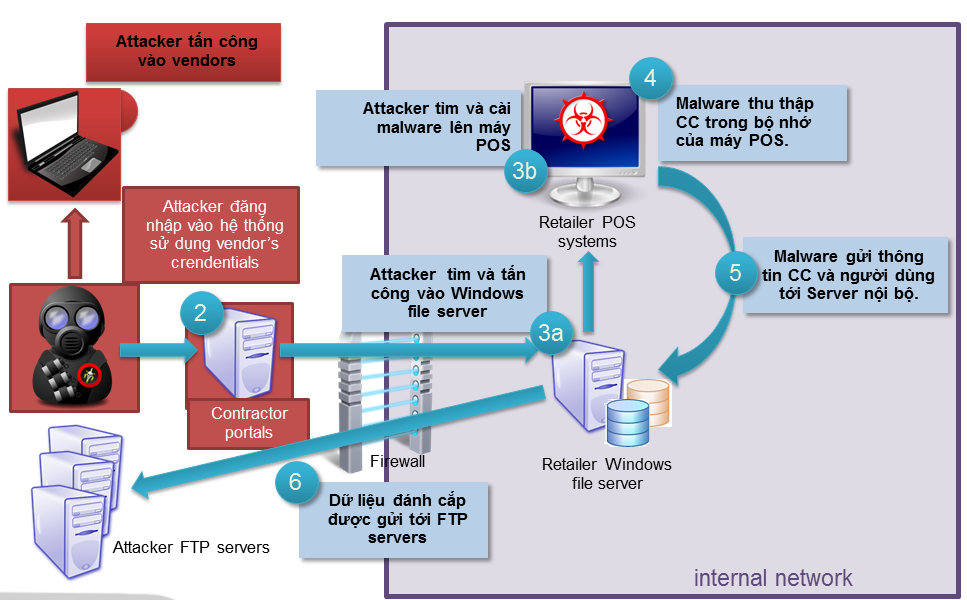 Attacker tấn công
vào vendors
Attacker đăng
nhập vào hệ thống
sử dụng vendor's
crendentials
2
Contractor
portals
Attacker tìm và tấn
công vào Windows
file server
3a
Firewall
Retailer Windows
file server
Attacker tìm và cài
malware lên máy
POS
3b
Retailer POS
systems
4
Malware thu thập
CC trong bộ nhớ
của máy POS.
5
Malware gửi thông
tin CC và người dùng
tới Server nội bộ.
6
Dữ liệu đánh cắp
được gửi tới FTP
servers
Attacker FTP servers
internal network